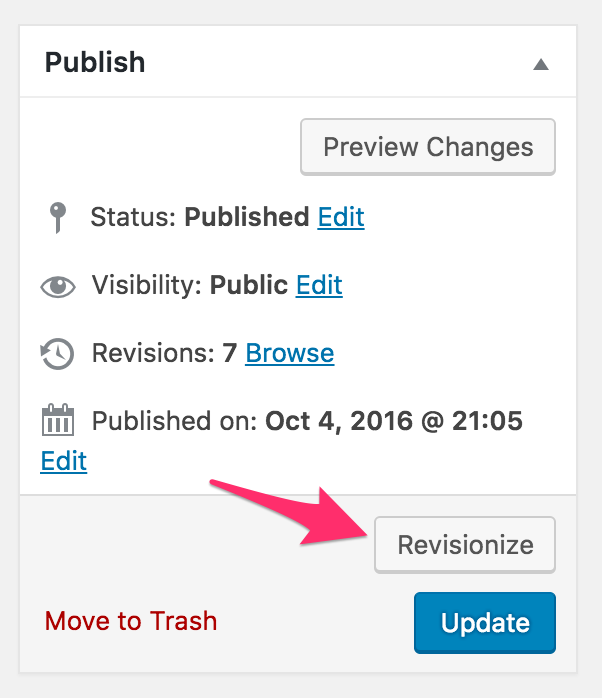 Publish
Preview Changes
Status: Published Edit
Visibility: Public Edit
Revisions: 7 Browse
Published on: Oct 4, 2016 @ 21:05
Edit
Revisionize
Move to Trash
Update